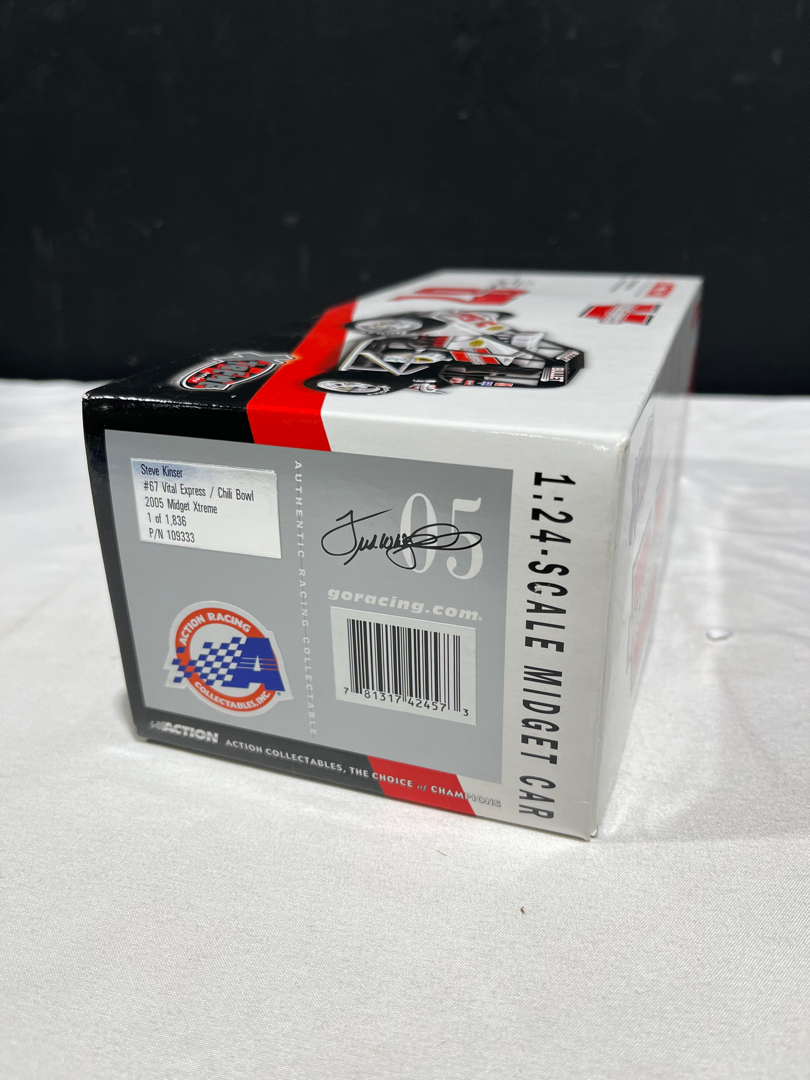 Steve Kinser
#67 Vital Express / Chili Bowl
2005 Midget Xtreme
1 of 1,836
P/N 109333
AUTHENTIC RACING COLLECTABLE
05
goracing.com
7 81317 42457 3
ACTION RACING
COLLECTABLES, INC.
ACTION
ACTION COLLECTABLES, THE CHOICE of CHAMPIONS
1:24-SCALE MIDGET CAR